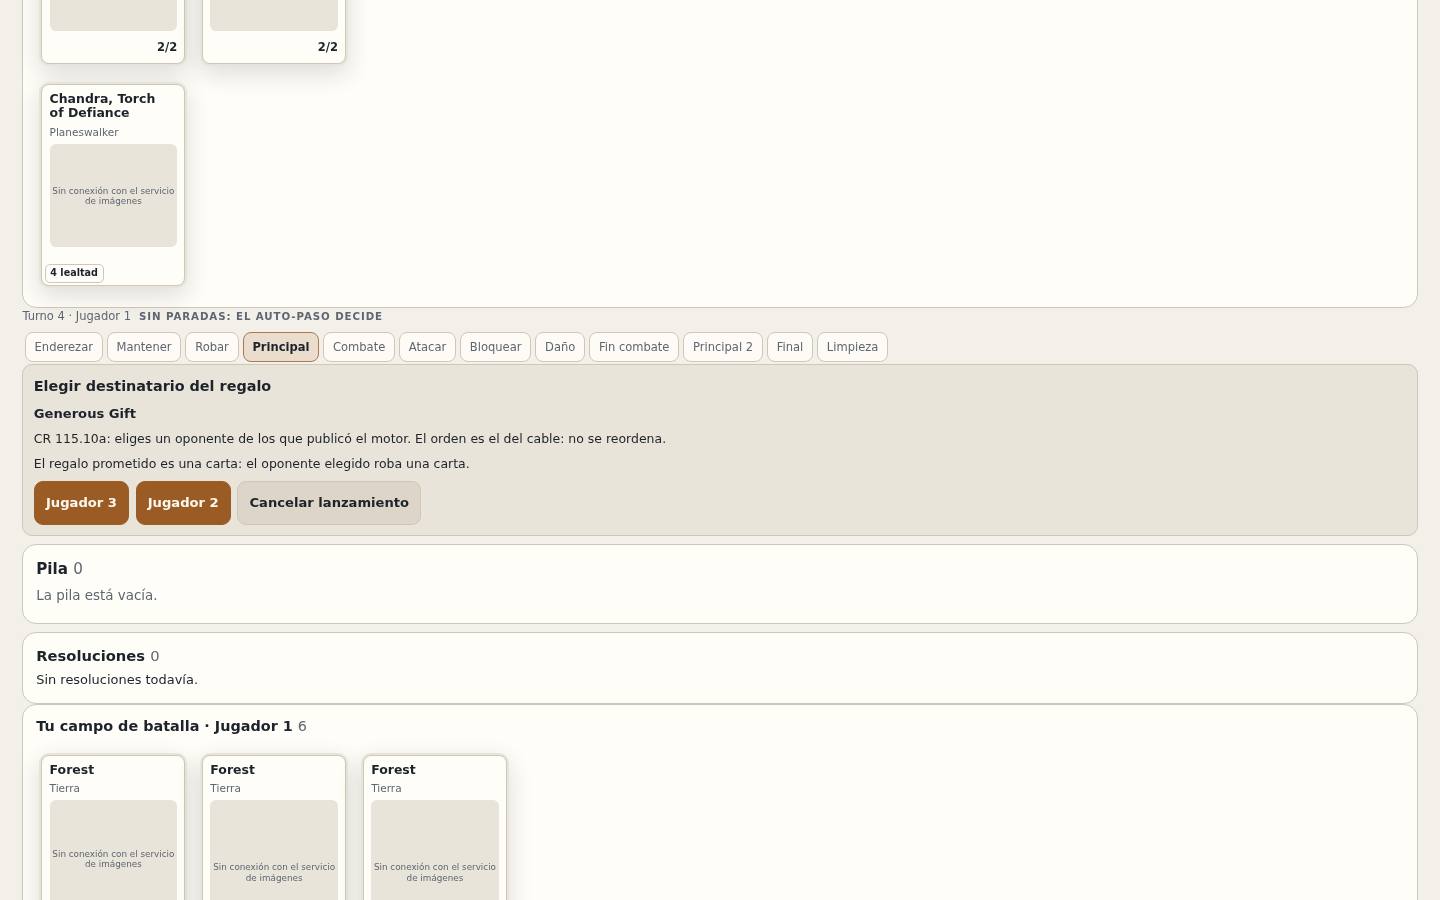 2/2
2/2
Chandra, Torch
of Defiance
Planeswalker
Sin conexión con el servicio
de imágenes
4 lealtad
Turno 4 · Jugador 1 SIN PARADAS: EL AUTO-PASO DECIDE
Enderezar Mantener Robar Principal Combate Atacar Bloquear Daño Fin combate Principal 2 Final Limpieza
Elegir destinatario del regalo
Generous Gift
CR 115.10a: eliges un oponente de los que publicó el motor. El orden es el del cable: no se reordena.
El regalo prometido es una carta: el oponente elegido roba una carta.
Jugador 3 Jugador 2 Cancelar lanzamiento
Pila 0
La pila está vacía.
Resoluciones 0
Sin resoluciones todavía.
Tu campo de batalla · Jugador 1 6
Forest
Tierra
Sin conexión con el servicio
de imágenes
Forest
Tierra
Sin conexión con el servicio
de imágenes
Forest
Tierra
Sin conexión con el servicio
de imágenes